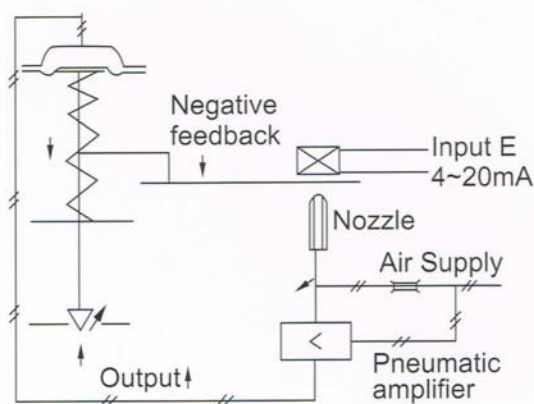 Negative
feedback
Input E
4~20mA
Nozzle
Air Supply
Pneumatic
amplifier
Output